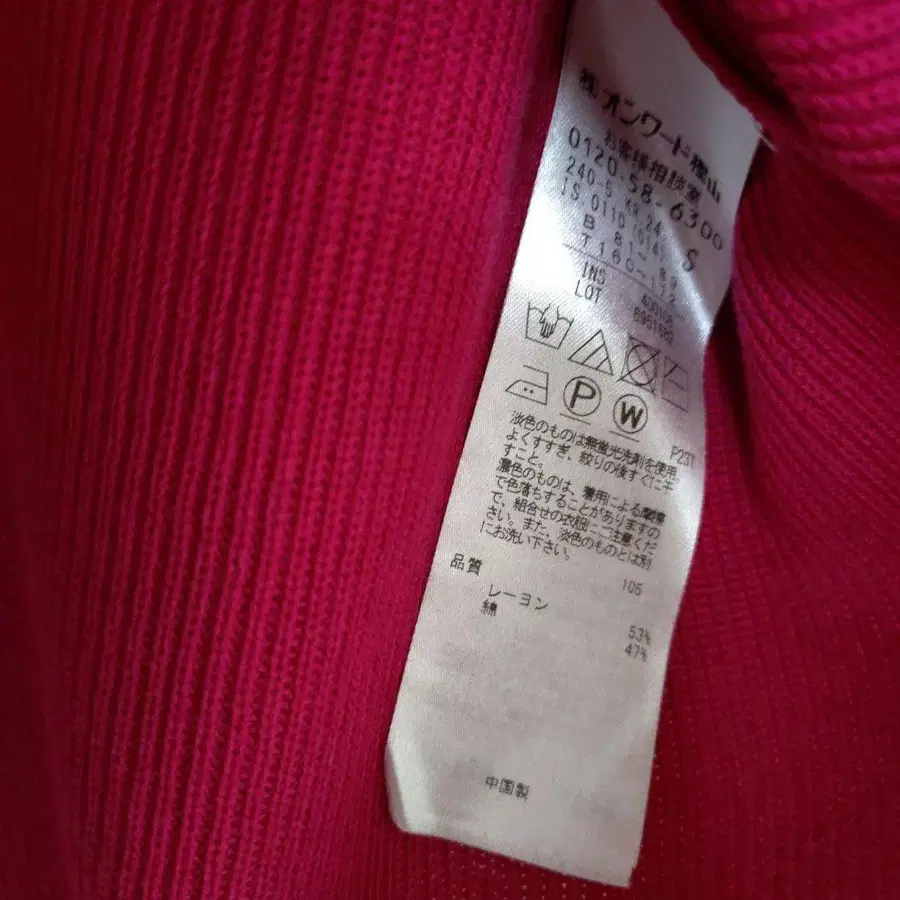 ㈱オンワード樫山
お客様相談室
0120-58-6300
S
B 81~89
T160~172
INS
LOT
P
W
淡色のものは無蛍光洗剤を使用。
よくすすぎ、絞りの後すぐに干
すこと。
濃色のものは、着用による摩擦
で色落ちすることがありますの
で、組合せの衣服にご注意くだ
さい。また、淡色のものとは別
にお洗い下さい。
品質
105
レーヨン 53%
綿 47%
中国製